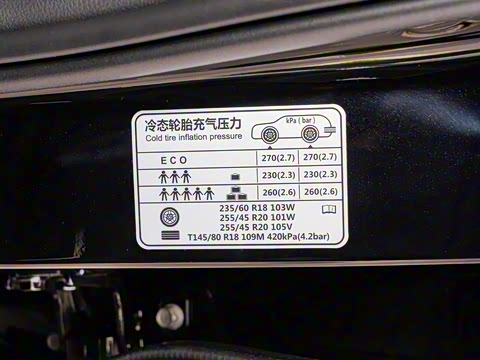 冷态轮胎充气压力 kPa(bar)
Cold tire inflation pressure
ECO 270(2.7) 270(2.7)
230(2.3) 230(2.3)
260(2.6) 260(2.6)
235/60 R18 103W
255/45 R20 101W
255/45 R20 105V
T145/80 R18 109M 420kPa(4.2bar)